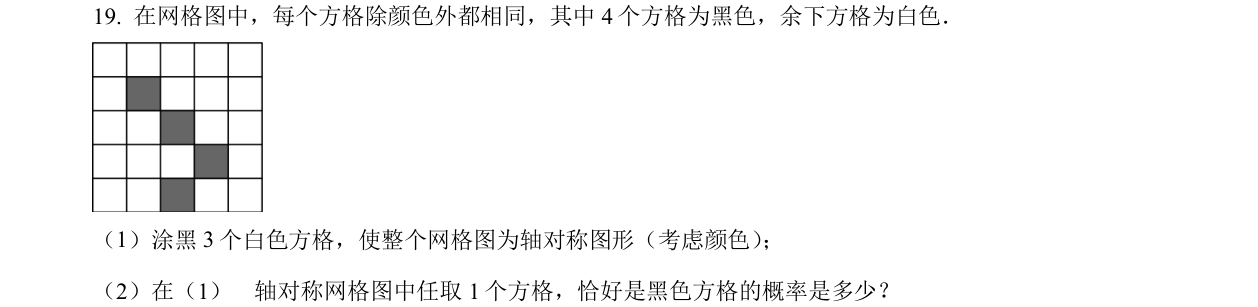 19. 在网格图中，每个方格除颜色外都相同，其中 4 个方格为黑色，余下方格为白色．
（1）涂黑 3 个白色方格，使整个网格图为轴对称图形（考虑颜色）；
（2）在（1） 轴对称网格图中任取 1 个方格，恰好是黑色方格的概率是多少？